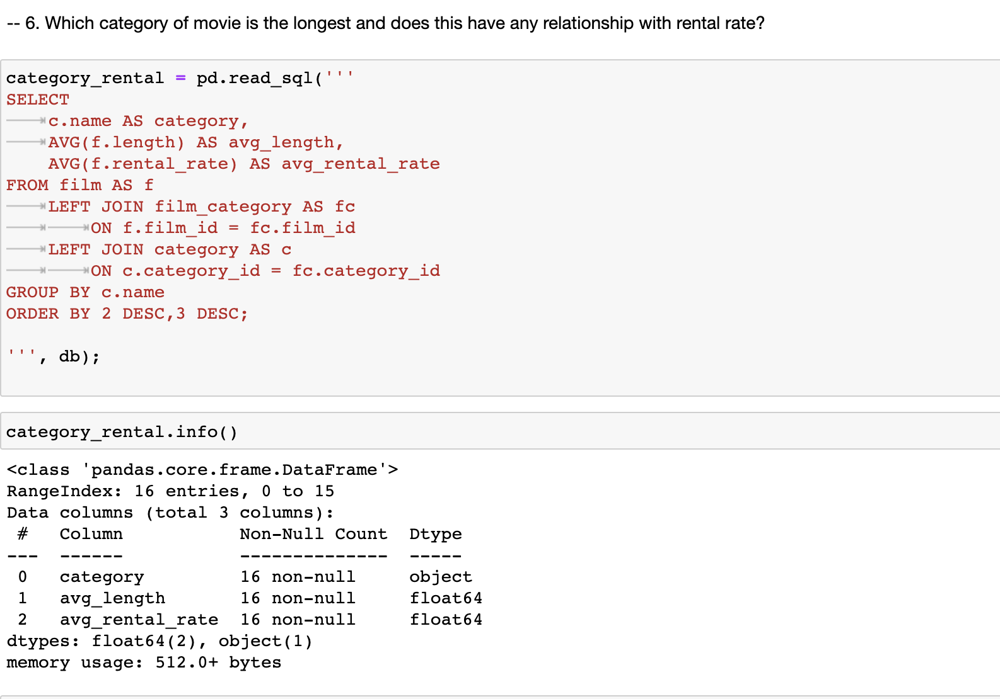 -- 6. Which category of movie is the longest and does this have any relationship with rental rate?
category_rental = pd.read_sql('''
SELECT
c.name AS category,
AVG(f.length) AS avg_length,
AVG(f.rental_rate) AS avg_rental_rate
FROM film AS f
LEFT JOIN film_category AS fc
ON f.film_id = fc.film_id
LEFT JOIN category AS c
ON c.category_id = fc.category_id
GROUP BY c.name
ORDER BY 2 DESC,3 DESC;
''', db);
category_rental.info()
<class 'pandas.core.frame.DataFrame'>
RangeIndex: 16 entries, 0 to 15
Data columns (total 3 columns):
 #   Column           Non-Null Count  Dtype
---  ------           --------------  -----
 0   category         16 non-null     object
 1   avg_length       16 non-null     float64
 2   avg_rental_rate  16 non-null     float64
dtypes: float64(2), object(1)
memory usage: 512.0+ bytes